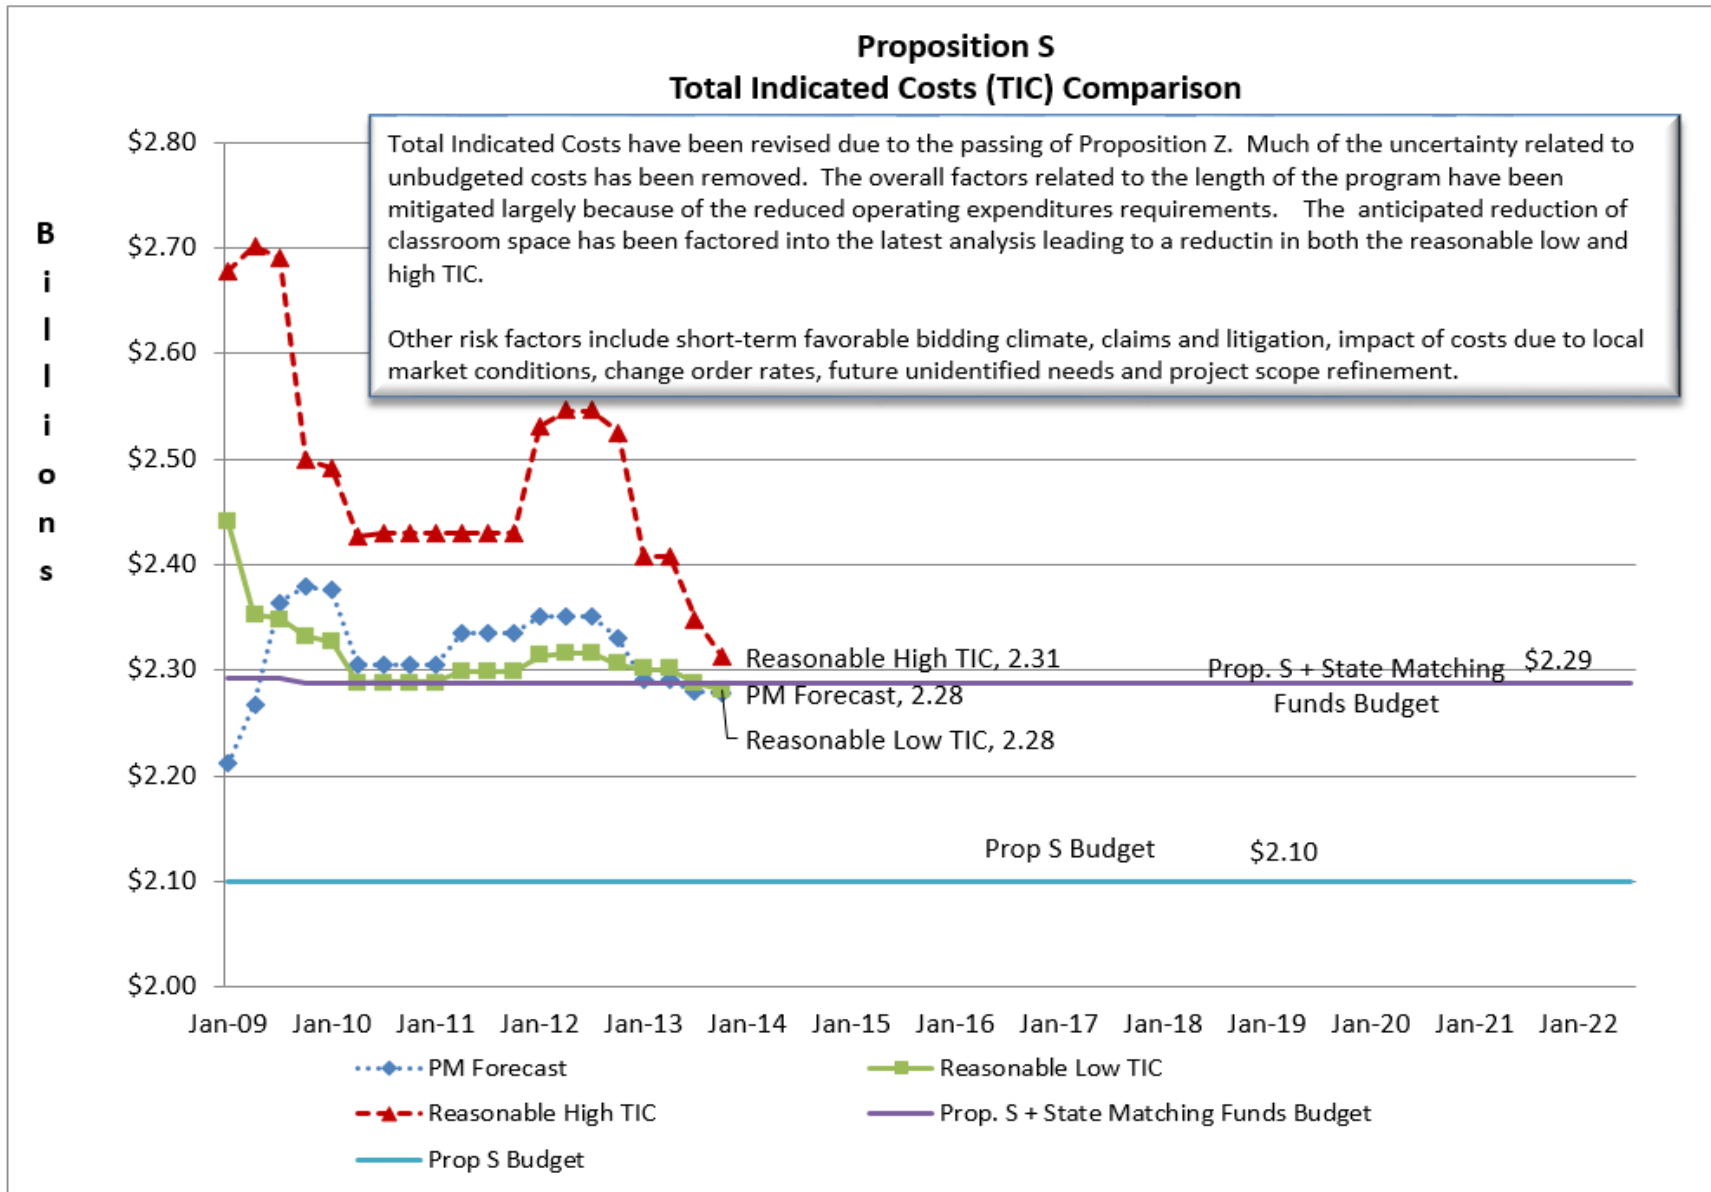 Proposition S
Total Indicated Costs (TIC) Comparison
Total Indicated Costs have been revised due to the passing of Proposition Z.  Much of the uncertainty related to
unbudgeted costs has been removed.  The overall factors related to the length of the program have been
mitigated largely because of the reduced operating expenditures requirements.    The  anticipated reduction of
classroom space has been factored into the latest analysis leading to a reductin in both the reasonable low and
high TIC.
Other risk factors include short-term favorable bidding climate, claims and litigation, impact of costs due to local
market conditions, change order rates, future unidentified needs and project scope refinement.
Billions
$2.80
$2.70
$2.60
$2.50
$2.40
$2.30
$2.20
$2.10
$2.00
Reasonable High TIC, 2.31
PM Forecast, 2.28
Reasonable Low TIC, 2.28
Prop. S + State Matching
Funds Budget
$2.29
Prop S Budget
$2.10
Jan-09 Jan-10 Jan-11 Jan-12 Jan-13 Jan-14 Jan-15 Jan-16 Jan-17 Jan-18 Jan-19 Jan-20 Jan-21 Jan-22
PM Forecast
Reasonable Low TIC
Reasonable High TIC
Prop. S + State Matching Funds Budget
Prop S Budget